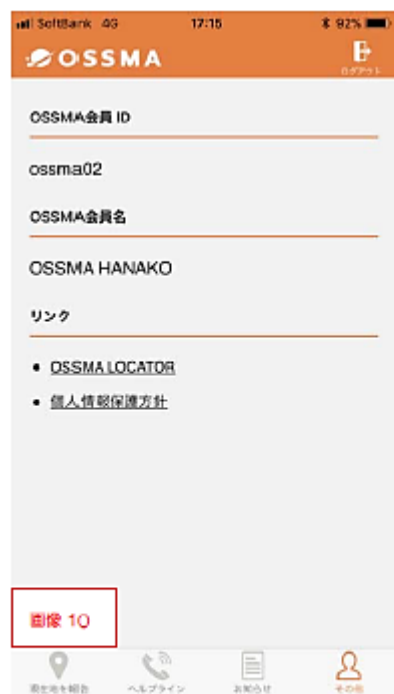 SoftBank 4G 17:15 92%
OSSMA
ログアウト
OSSMA会員 ID
ossma02
OSSMA会員名
OSSMA HANAKO
リンク
OSSMA LOCATOR
個人情報保護方針
画像 10
現在地を報告 ヘルプライン お知らせ その他